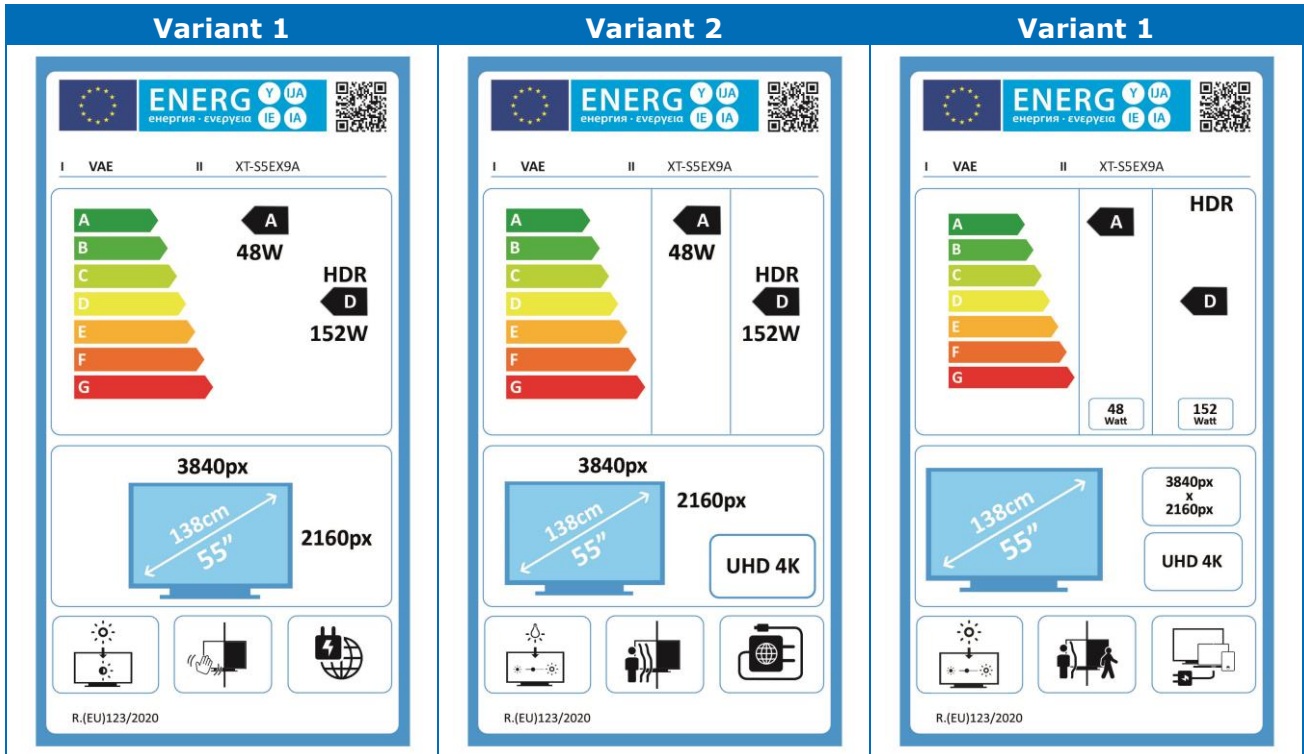 Variant 1
Variant 2
Variant 1
ENERG Y IJA
енергия · ενεργεια IE IA
I VAE II XT-S5EX9A
A
B
C
D
E
F
G
A
48W
HDR
D
152W
3840px
138cm
55”
2160px
R.(EU)123/2020
ENERG Y IJA
енергия · ενεργεια IE IA
I VAE II XT-S5EX9A
A
B
C
D
E
F
G
A
48W
HDR
D
152W
3840px
138cm
55”
2160px
UHD 4K
R.(EU)123/2020
ENERG Y IJA
енергия · ενεργεια IE IA
I VAE II XT-S5EX9A
A
B
C
D
E
F
G
A
48
Watt
HDR
D
152
Watt
138cm
55”
3840px
x
2160px
UHD 4K
R.(EU)123/2020